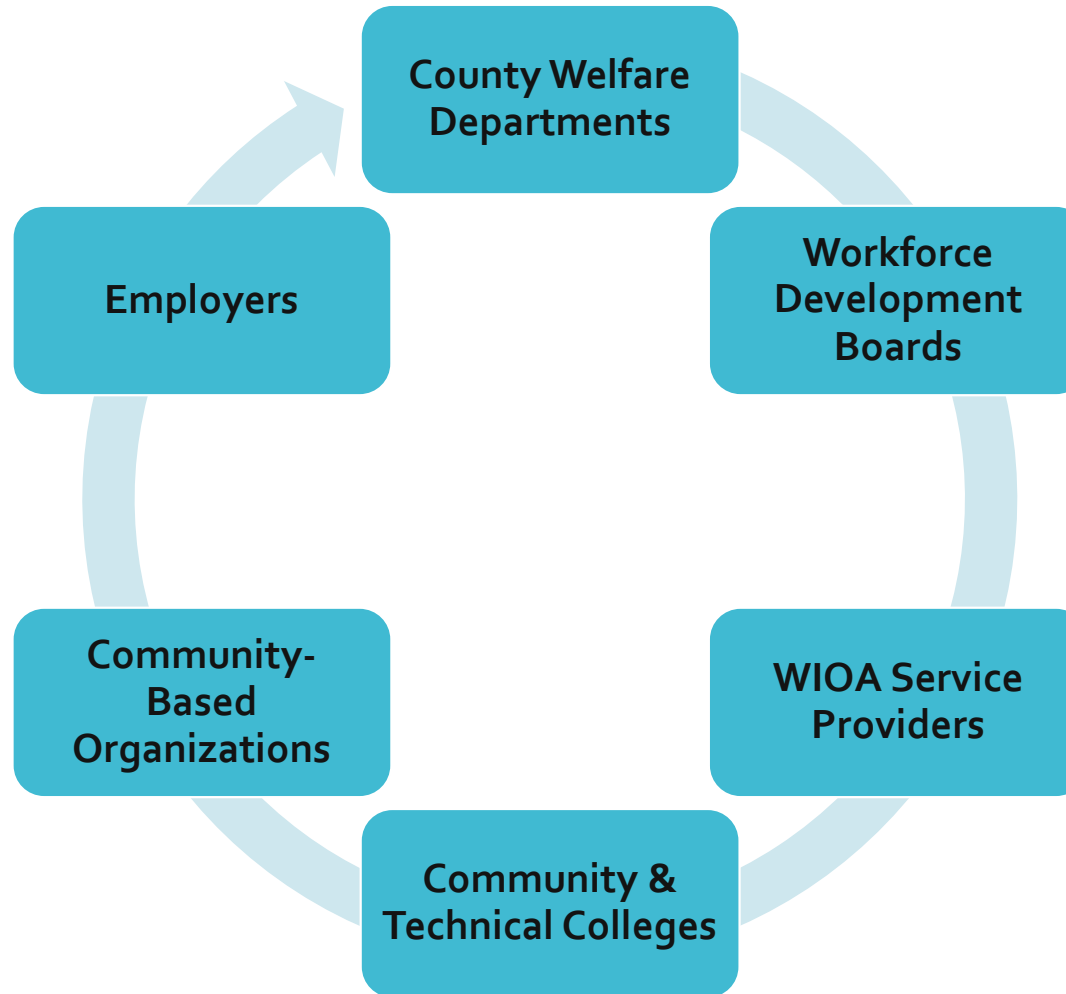 County Welfare
Departments
Workforce
Development
Boards
WIOA Service
Providers
Community &
Technical Colleges
Community-
Based
Organizations
Employers